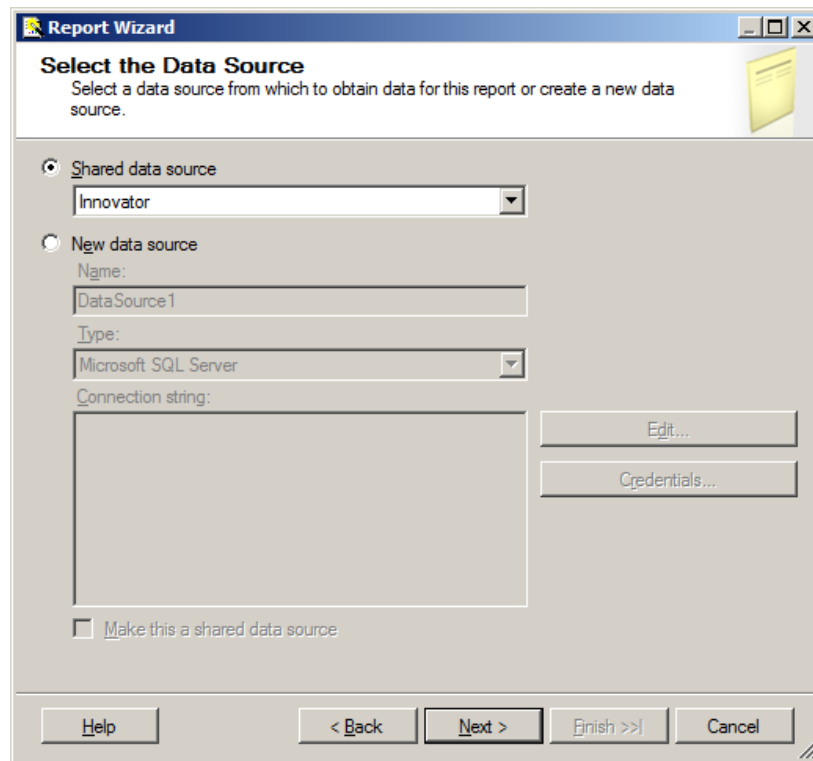 Report Wizard
Select the Data Source
Select a data source from which to obtain data for this report or create a new data
source.
Shared data source
Innovator
New data source
Name:
DataSource1
Type:
Microsoft SQL Server
Connection string:
Edit...
Credentials...
Make this a shared data source
Help
< Back
Next >
Finish >>|
Cancel